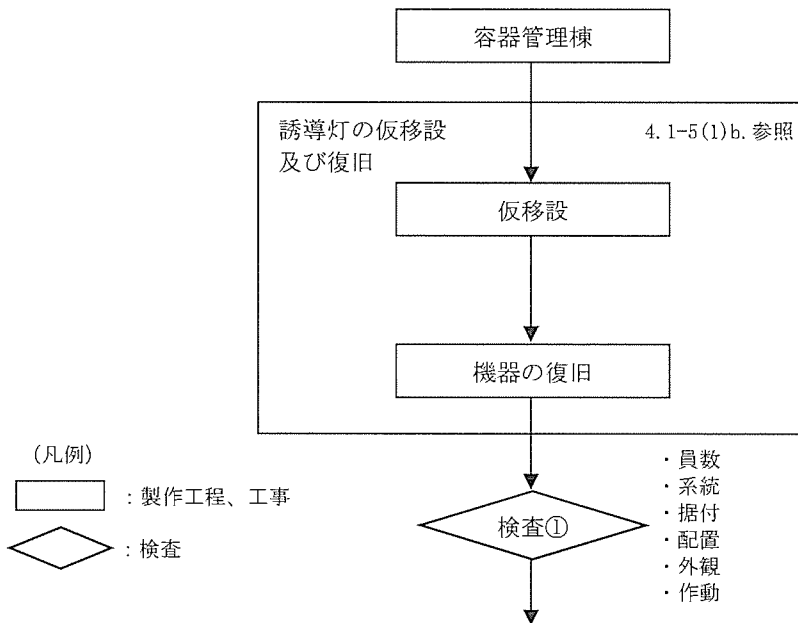 容器管理棟
誘導灯の仮移設
及び復旧
4.1-5(1)b.参照
仮移設
機器の復旧
(凡例)
：製作工程、工事
：検査
検査①
・員数
・系統
・据付
・配置
・外観
・作動